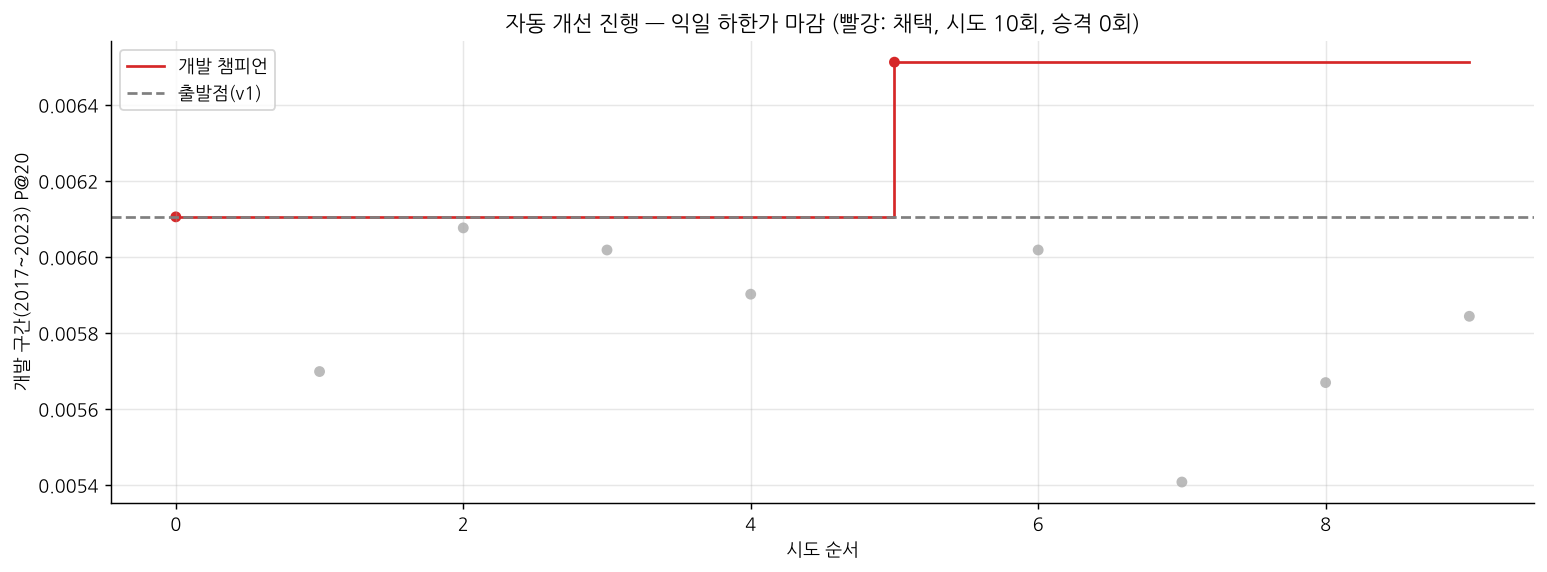 자동 개선 진행 — 익일 하한가 마감 (빨강: 채택, 시도 10회, 승격 0회)
개발 챔피언
출발점(v1)
개발 구간(2017~2023) P@20
0.0064
0.0062
0.0060
0.0058
0.0056
0.0054
0 2 4 6 8
시도 순서